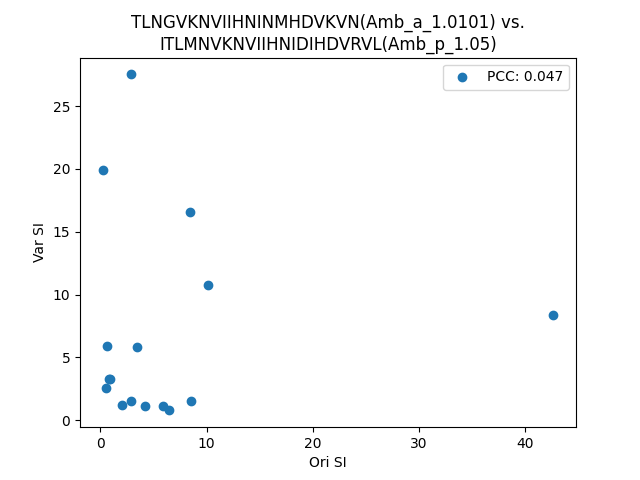 TLNGVKNVIIHNINMHDVKVN(Amb_a_1.0101) vs.
ITLMNVKNVIIHNIDIHDVRVL(Amb_p_1.05)
PCC: 0.047
25
20
15
10
5
0
Var SI
0 10 20 30 40
Ori SI